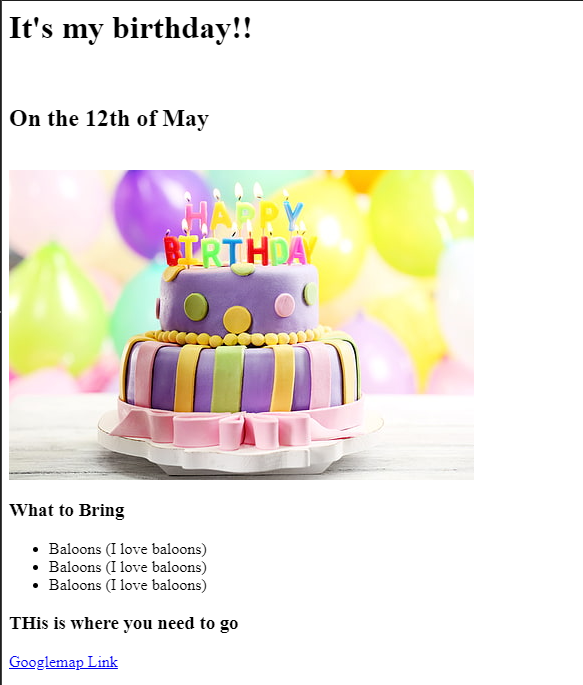 It's my birthday!!
On the 12th of May
HAPPY
BIRTHDAY
What to Bring
Baloons (I love baloons)
Baloons (I love baloons)
Baloons (I love baloons)
THis is where you need to go
Googlemap Link